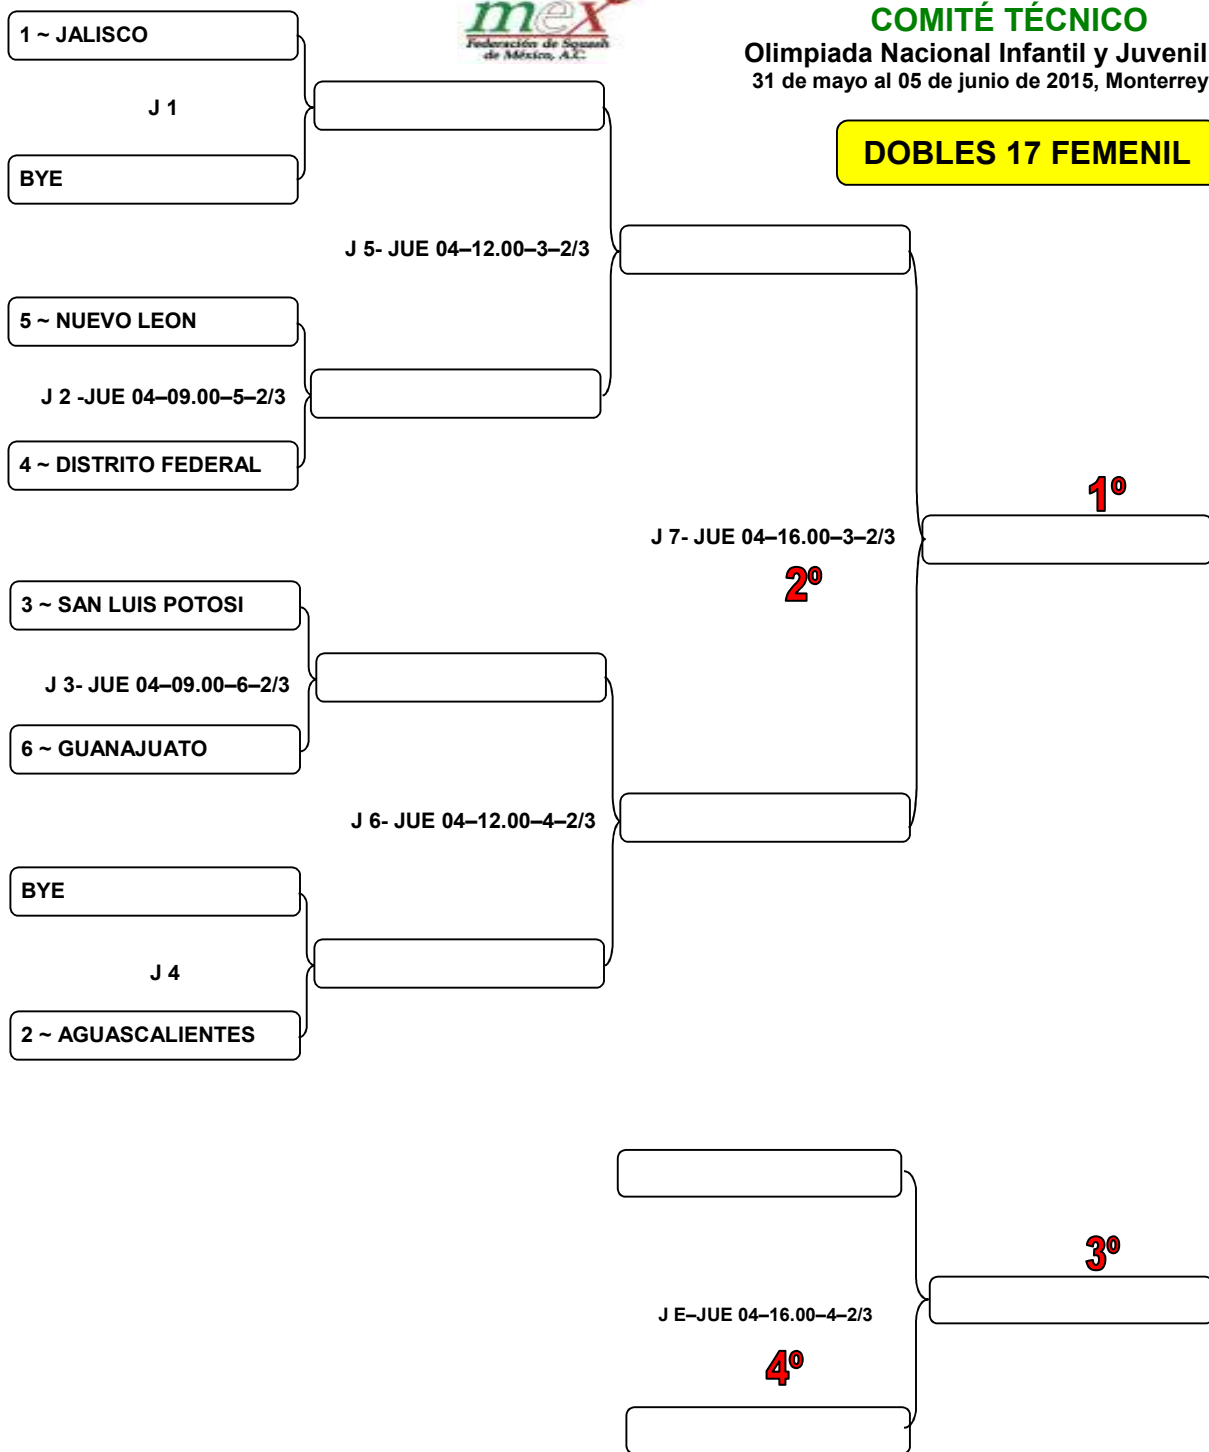 mex
Federación de Squash
de México, A.C.
COMITÉ TÉCNICO
Olimpiada Nacional Infantil y Juvenil
31 de mayo al 05 de junio de 2015, Monterrey
DOBLES 17 FEMENIL
1 ~ JALISCO
J 1
BYE
J 5- JUE 04–12.00–3–2/3
5 ~ NUEVO LEON
J 2 -JUE 04–09.00–5–2/3
4 ~ DISTRITO FEDERAL
1º
J 7- JUE 04–16.00–3–2/3
2º
3 ~ SAN LUIS POTOSI
J 3- JUE 04–09.00–6–2/3
6 ~ GUANAJUATO
J 6- JUE 04–12.00–4–2/3
BYE
J 4
2 ~ AGUASCALIENTES
3º
J E–JUE 04–16.00–4–2/3
4º